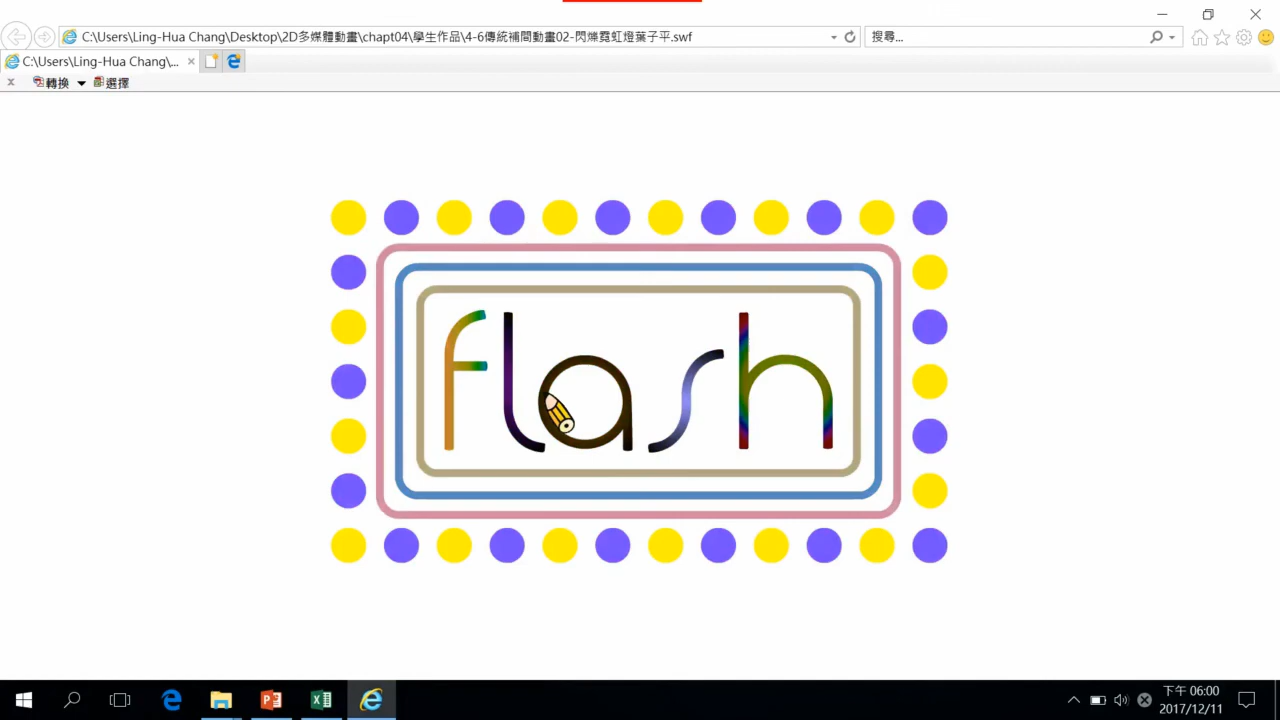 C:\Users\Ling-Hua Chang\Desktop\2D多媒體動畫\chapt04\學生作品\4-6傳統補間動畫02-閃爍霓虹燈葉子平.swf
搜尋...
C:\Users\Ling-Hua Chang\...
x 轉換 選擇
flash
下午 06:00
2017/12/11